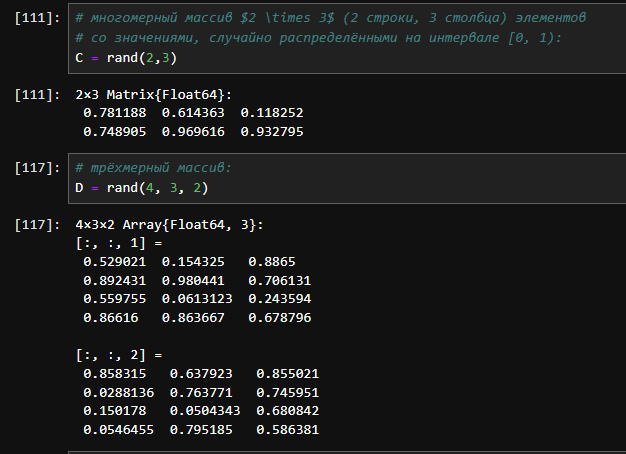 [111]: # многомерный массив $2 \times 3$ (2 строки, 3 столбца) элементов
# со значениями, случайно распределёнными на интервале [0, 1):
C = rand(2,3)
[111]: 2x3 Matrix{Float64}:
0.781188 0.614363 0.118252
0.748905 0.969616 0.932795
[117]: # трёхмерный массив:
D = rand(4, 3, 2)
[117]: 4x3x2 Array{Float64, 3}:
[:, :, 1] =
0.529021 0.154325 0.8865
0.892431 0.980441 0.706131
0.559755 0.0613123 0.243594
0.86616 0.863667 0.678796
[:, :, 2] =
0.858315 0.637923 0.855021
0.0288136 0.763771 0.745951
0.150178 0.0504343 0.680842
0.0546455 0.795185 0.586381